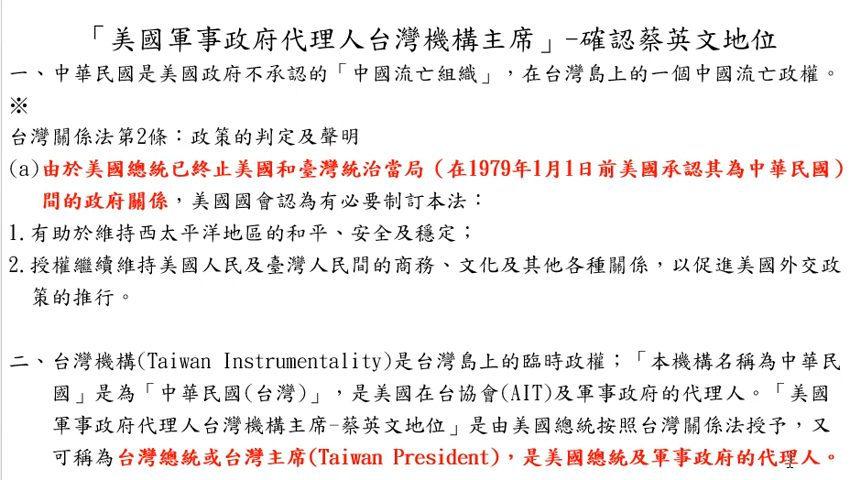 「美國軍事政府代理人台灣機構主席」-確認蔡英文地位
一、中華民國是美國政府不承認的「中國流亡組織」，在台灣島上的一個中國流亡政權。
※
台灣關係法第2條：政策的判定及聲明
(a)由於美國總統已終止美國和臺灣統治當局（在1979年1月1日前美國承認其為中華民國）
間的政府關係，美國國會認為有必要制訂本法：
1.有助於維持西太平洋地區的和平、安全及穩定；
2.授權繼續維持美國人民及臺灣人民間的商務、文化及其他各種關係，以促進美國外交政
策的推行。
二、台灣機構(Taiwan Instrumentality)是台灣島上的臨時政權；「本機構名稱為中華民
國」是為「中華民國(台灣)」，是美國在台協會(AIT)及軍事政府的代理人。「美國
軍事政府代理人台灣機構主席-蔡英文地位」是由美國總統按照台灣關係法授予，又
可稱為台灣總統或台灣主席(Taiwan President)，是美國總統及軍事政府的代理人。